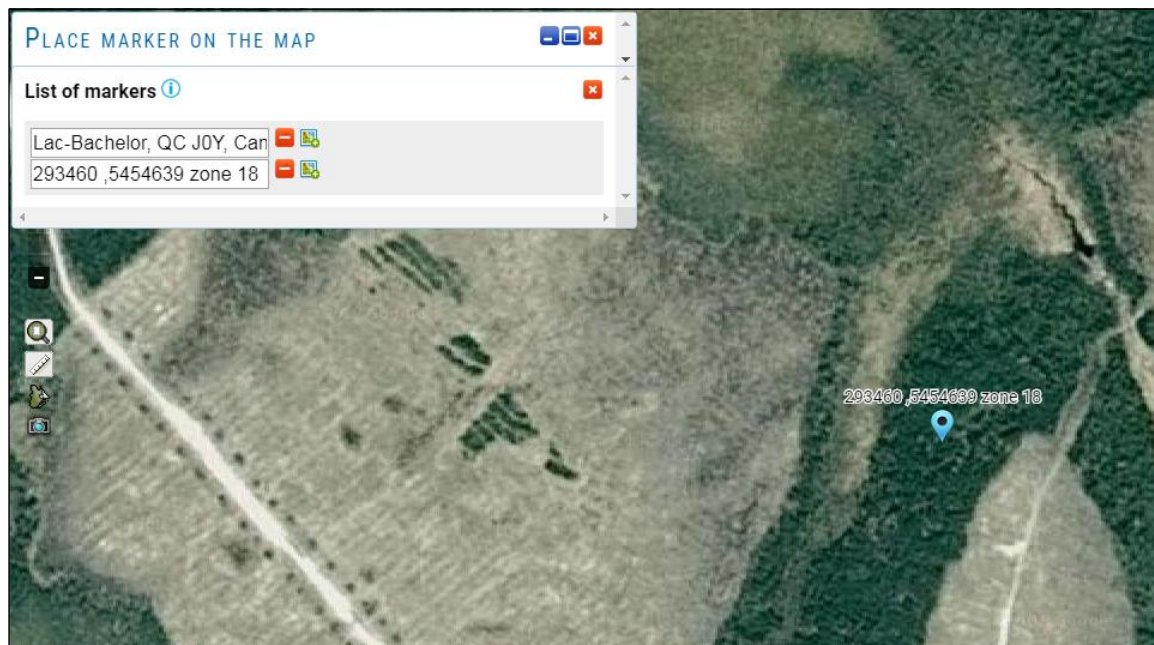 PLACE MARKER ON THE MAP
List of markers
Lac-Bachelor, QC J0Y, Can
293460 ,5454639 zone 18
293460 ,5454639 zone 18